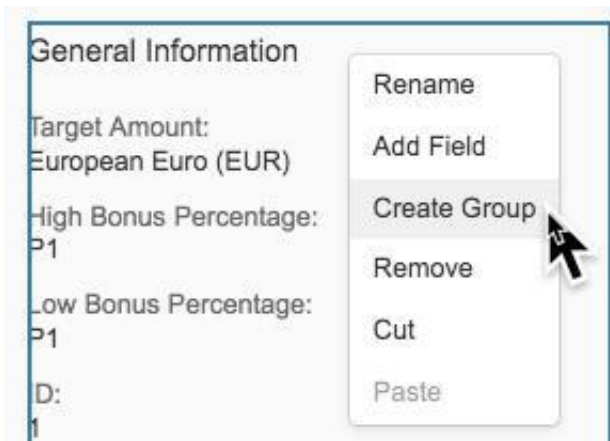 General Information
Target Amount:
European Euro (EUR)
High Bonus Percentage:
P1
Low Bonus Percentage:
P1
ID:
1
Rename
Add Field
Create Group
Remove
Cut
Paste